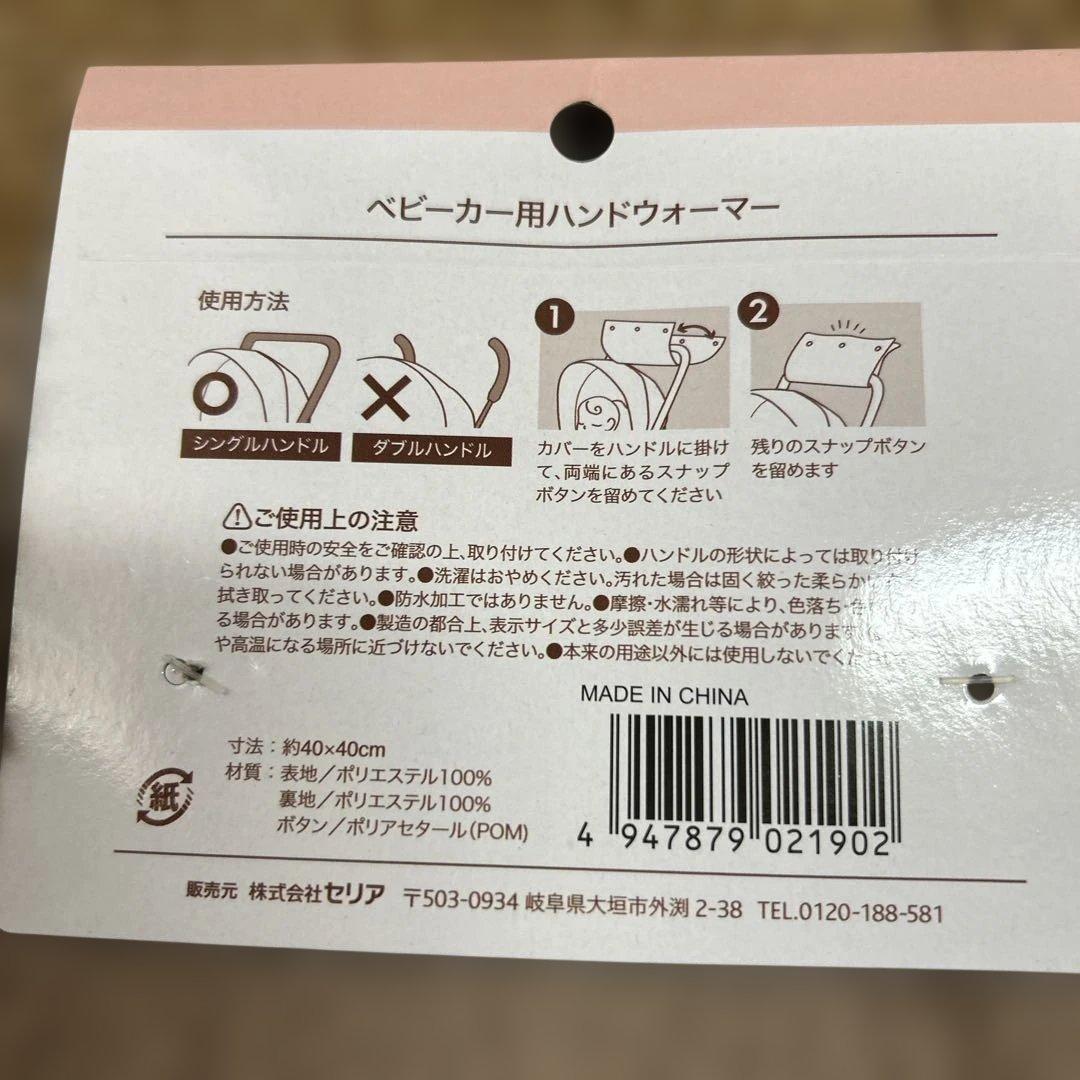 ベビーカー用ハンドウォーマー
使用方法
シングルハンドル
ダブルハンドル
1
カバーをハンドルに掛け
て、両端にあるスナップ
ボタンを留めてください
2
残りのスナップボタン
を留めます
ご使用上の注意
●ご使用時の安全をご確認の上、取り付けてください。●ハンドルの形状によっては取り付け
られない場合があります。●洗濯はおやめください。汚れた場合は固く絞った柔らかい
拭き取ってください。●防水加工ではありません。●摩擦・水濡れ等により、色落ち・色
る場合があります。●製造の都合上、表示サイズと多少誤差が生じる場合があります
や高温になる場所に近づけないでください。●本来の用途以外には使用しないでくだ
MADE IN CHINA
寸法:約40×40cm
材質:表地/ポリエステル100%
裏地/ポリエステル100%
ボタン/ポリアセタール(POM)
紙
4 947879 021902
販売元 株式会社セリア 〒503-0934 岐阜県大垣市外渕 2-38 TEL.0120-188-581